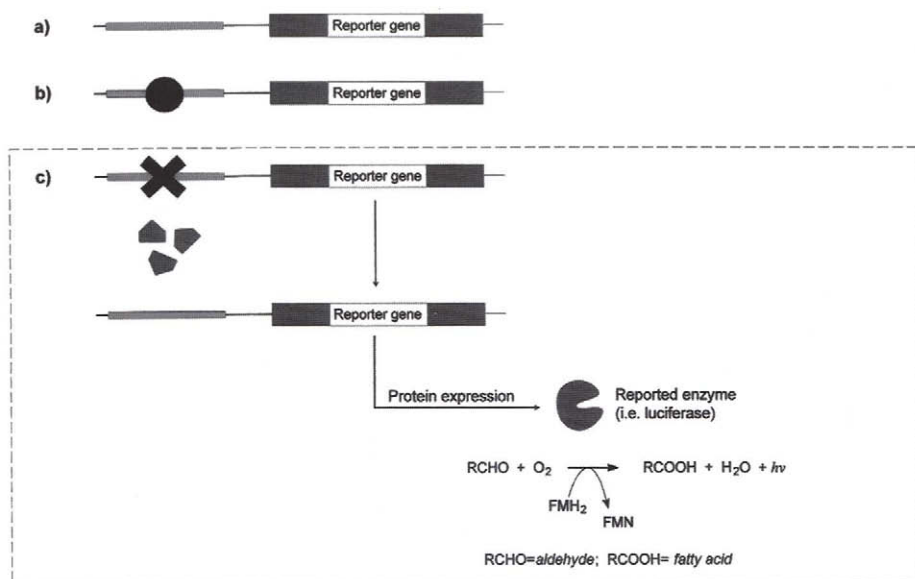 a) Reporter gene
b) Reporter gene
c) Reporter gene
Reporter gene
Protein expression
Reported enzyme
(i.e. luciferase)
RCHO + O₂ RCOOH + H₂O + hν
FMH₂
FMN
RCHO=aldehyde; RCOOH= fatty acid